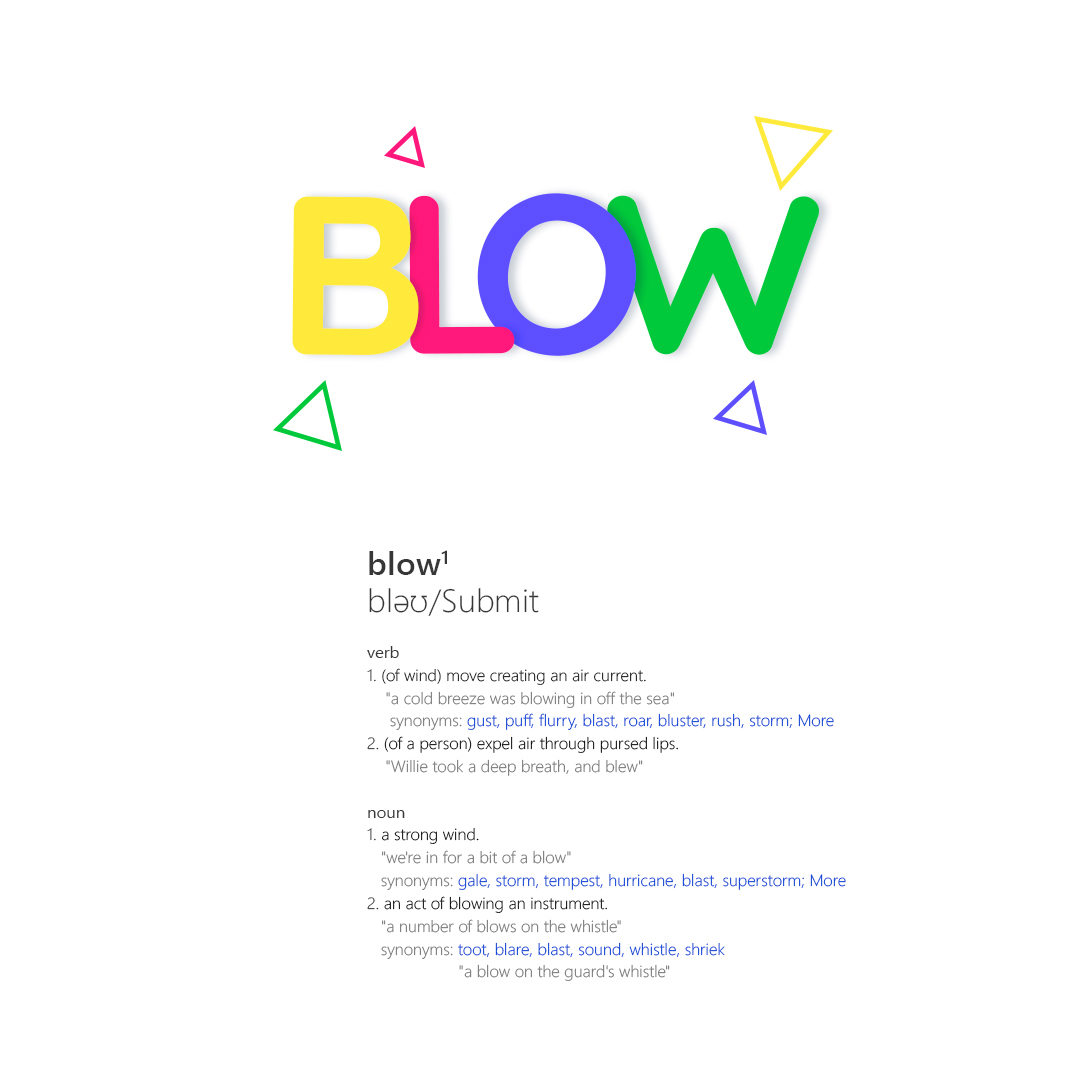 BLOW
blow¹
bləʊ/Submit
verb
1. (of wind) move creating an air current.
"a cold breeze was blowing in off the sea"
synonyms: gust, puff, flurry, blast, roar, bluster, rush, storm; More
2. (of a person) expel air through pursed lips.
"Willie took a deep breath, and blew"
noun
1. a strong wind.
"we're in for a bit of a blow"
synonyms: gale, storm, tempest, hurricane, blast, superstorm; More
2. an act of blowing an instrument.
"a number of blows on the whistle"
synonyms: toot, blare, blast, sound, whistle, shriek
"a blow on the guard's whistle"